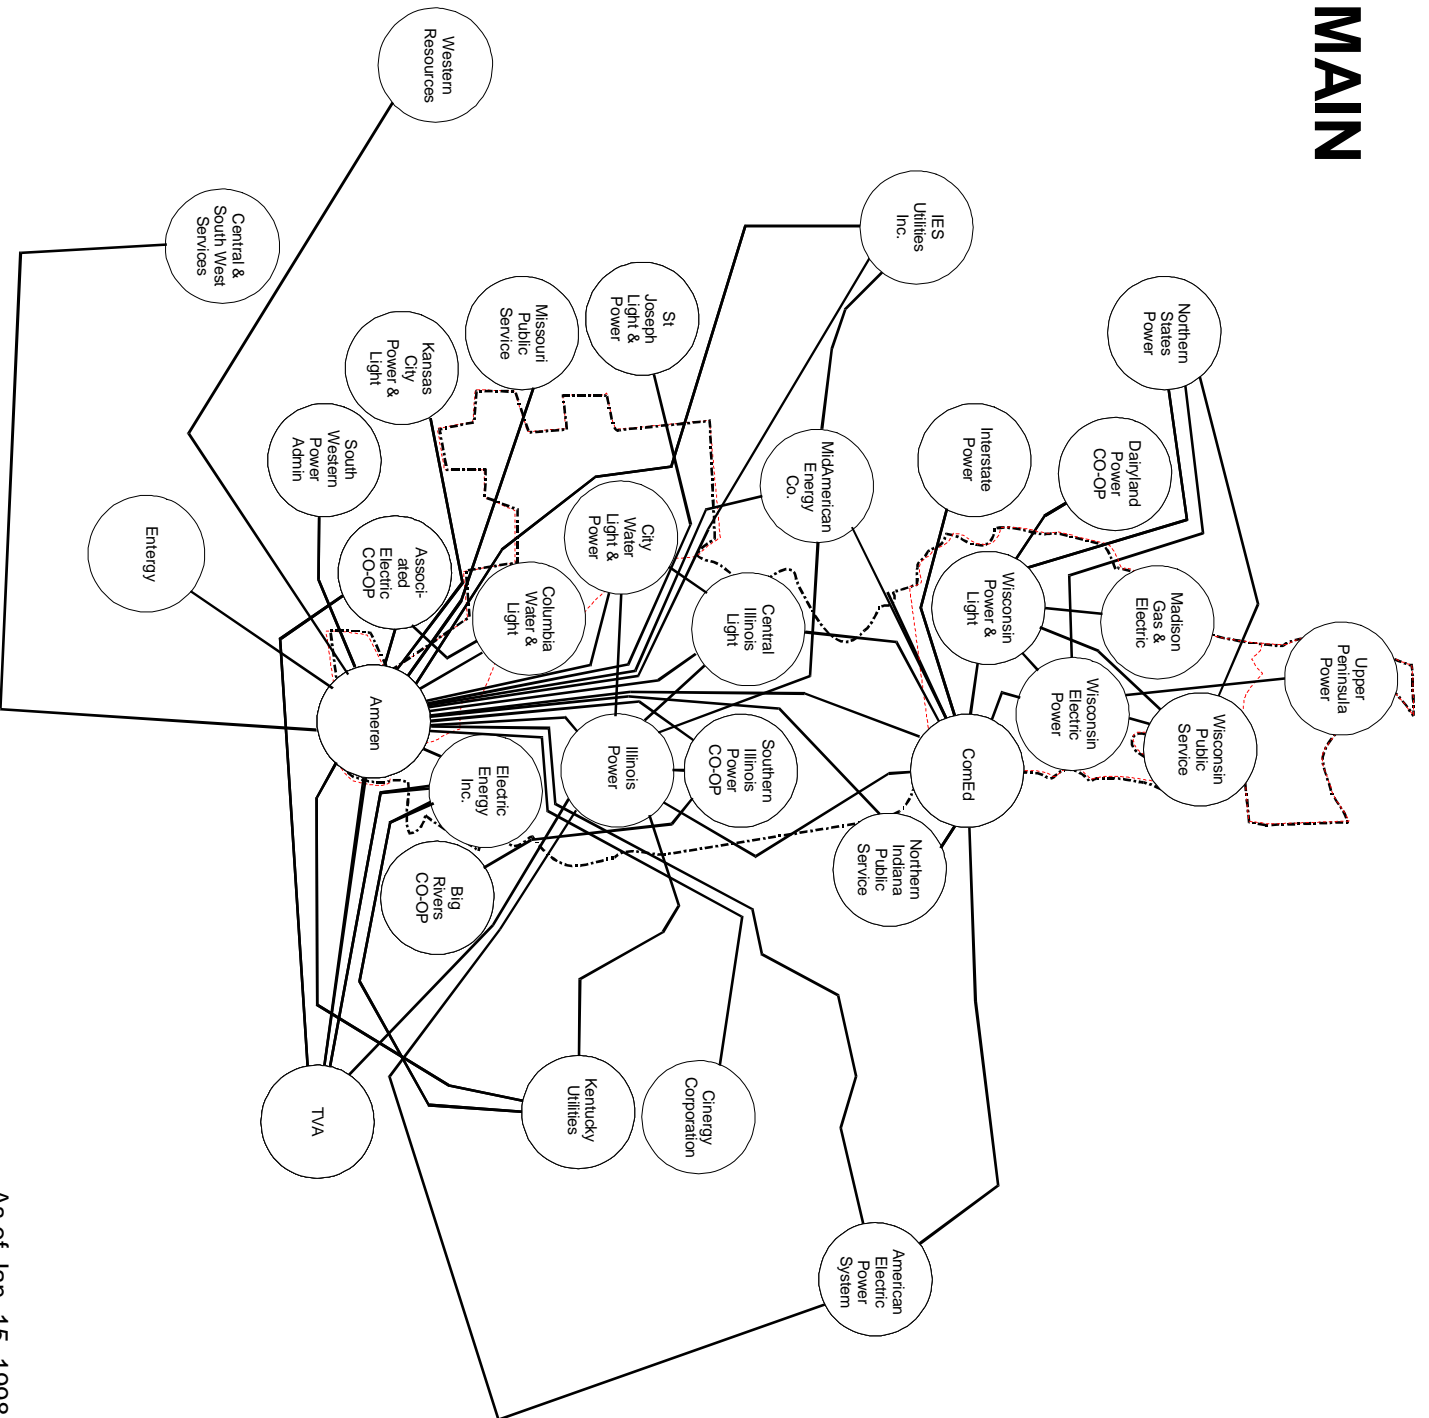 MAIN
Upper
Peninsula
Power
Northern
States
Power
Dairyland
Power
CO-OP
Madison
Gas &
Electric
Wisconsin
Public
Service
Wisconsin
Electric
Power
Interstate
Power
Wisconsin
Power &
Light
ComEd
IES
Utilities
Inc.
MidAmerican
Energy
Co.
Northern
Indiana
Public
Service
American
Electric
Power
System
Central
Illinois
Light
Southern
Illinois
Power
CO-OP
St
Joseph
Light &
Power
City
Water
Light &
Power
Illinois
Power
Cinergy
Corporation
Missouri
Public
Service
Columbia
Water &
Light
Kentucky
Utilities
Electric
Energy
Inc.
Western
Resources
Kansas
City
Power &
Light
Associ-
ated
Electric
CO-OP
Big
Rivers
CO-OP
South
Western
Power
Admin
Ameren
TVA
Central &
South West
Services
Entergy
As of Jan. 15, 1998